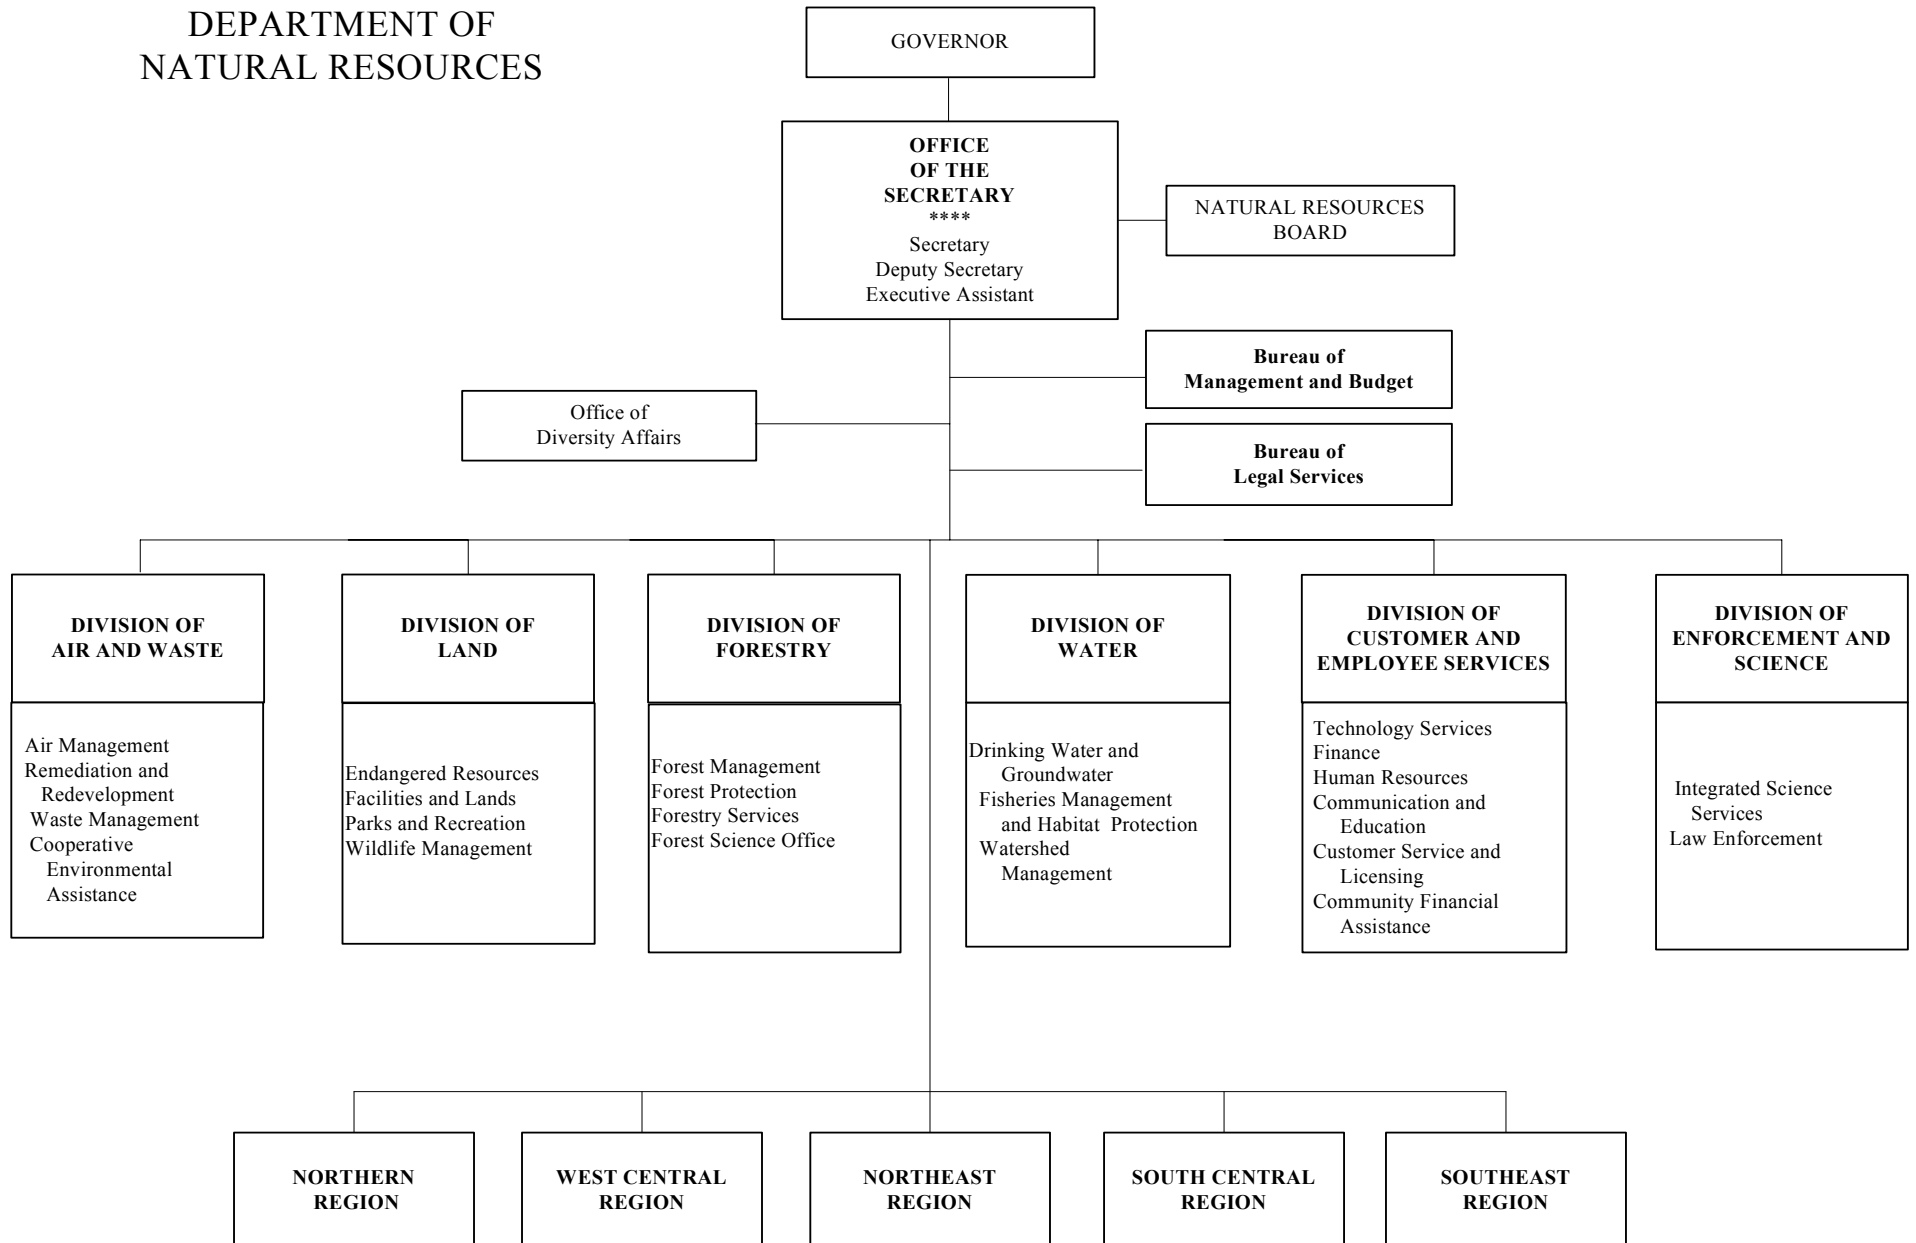 DEPARTMENT OF
NATURAL RESOURCES
GOVERNOR
OFFICE
OF THE
SECRETARY
****
Secretary
Deputy Secretary
Executive Assistant
NATURAL RESOURCES
BOARD
Bureau of
Management and Budget
Office of
Diversity Affairs
Bureau of
Legal Services
DIVISION OF
AIR AND WASTE
Air Management
Remediation and
Redevelopment
Waste Management
Cooperative
Environmental
Assistance
DIVISION OF
LAND
Endangered Resources
Facilities and Lands
Parks and Recreation
Wildlife Management
DIVISION OF
FORESTRY
Forest Management
Forest Protection
Forestry Services
Forest Science Office
DIVISION OF
WATER
Drinking Water and
Groundwater
Fisheries Management
and Habitat Protection
Watershed
Management
DIVISION OF
CUSTOMER AND
EMPLOYEE SERVICES
Technology Services
Finance
Human Resources
Communication and
Education
Customer Service and
Licensing
Community Financial
Assistance
DIVISION OF
ENFORCEMENT AND
SCIENCE
Integrated Science
Services
Law Enforcement
NORTHERN
REGION
WEST CENTRAL
REGION
NORTHEAST
REGION
SOUTH CENTRAL
REGION
SOUTHEAST
REGION